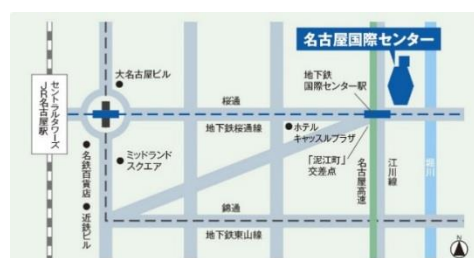 名古屋国際センター
大名古屋ビル
地下鉄
国際センター駅
桜通
地下鉄桜通線
セントラルタワーズ
JR名古屋駅
ホテル
キャッスルプラザ
ミッドランド
スクエア
「泥江町」
交差点
名鉄百貨店
近鉄ビル
名古屋高速
江川線
堀川
錦通
地下鉄東山線
N